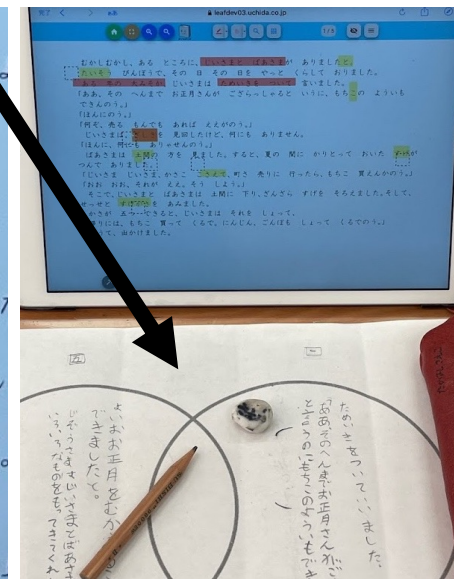 完了
ああ
leafdev03.uchida.co.jp
1/5
むかしむかし、ある ところに、じいさまと ばあさまが ありましたと。
たいそう びんぼうで、その 日 その 日を やっと くらして おりました。
ある 年の 大みそか、じいさまは ためいきを ついて 言いました。
「ああ、その へんまで お正月さんが ござらっしゃると いうに、もちこの よういも
できんのう。」
「ほんにのう。」
「何ぞ、売る もんでも あれば ええがのう。」
じいさまは、ざしきを 見回したけど、何にも ありません。
「ほんに、何にも ありゃせんのう。」
ばあさまは 土間の 方を 見ました。すると、夏の 間に かりとって おいた すげが
つんで ありました。
「じいさま じいさま、かさこ こさえて、町さ 売りに 行ったら、もちこ 買えんかのう。」
「おお おお、それが ええ。そう しよう。」
そこで、じいさまと ばあさまは 土間に 下り、ざんざら すげを そろえました。そして、
せっせと すげがさを あみました。
かさが 五つ できると、じいさまは それを しょって、
「帰りには、もちこ 買って くるで。にんじん、ごんぼも しょって くるでのう。」
出かけました。
一
ためいきをついていいました。
「ああ、そのへんまでお正月さんがご
五
よいお正月をむか
できましたと。
じぞうさまはじいさまとばあさ
いろいろなものをもってきてくれ